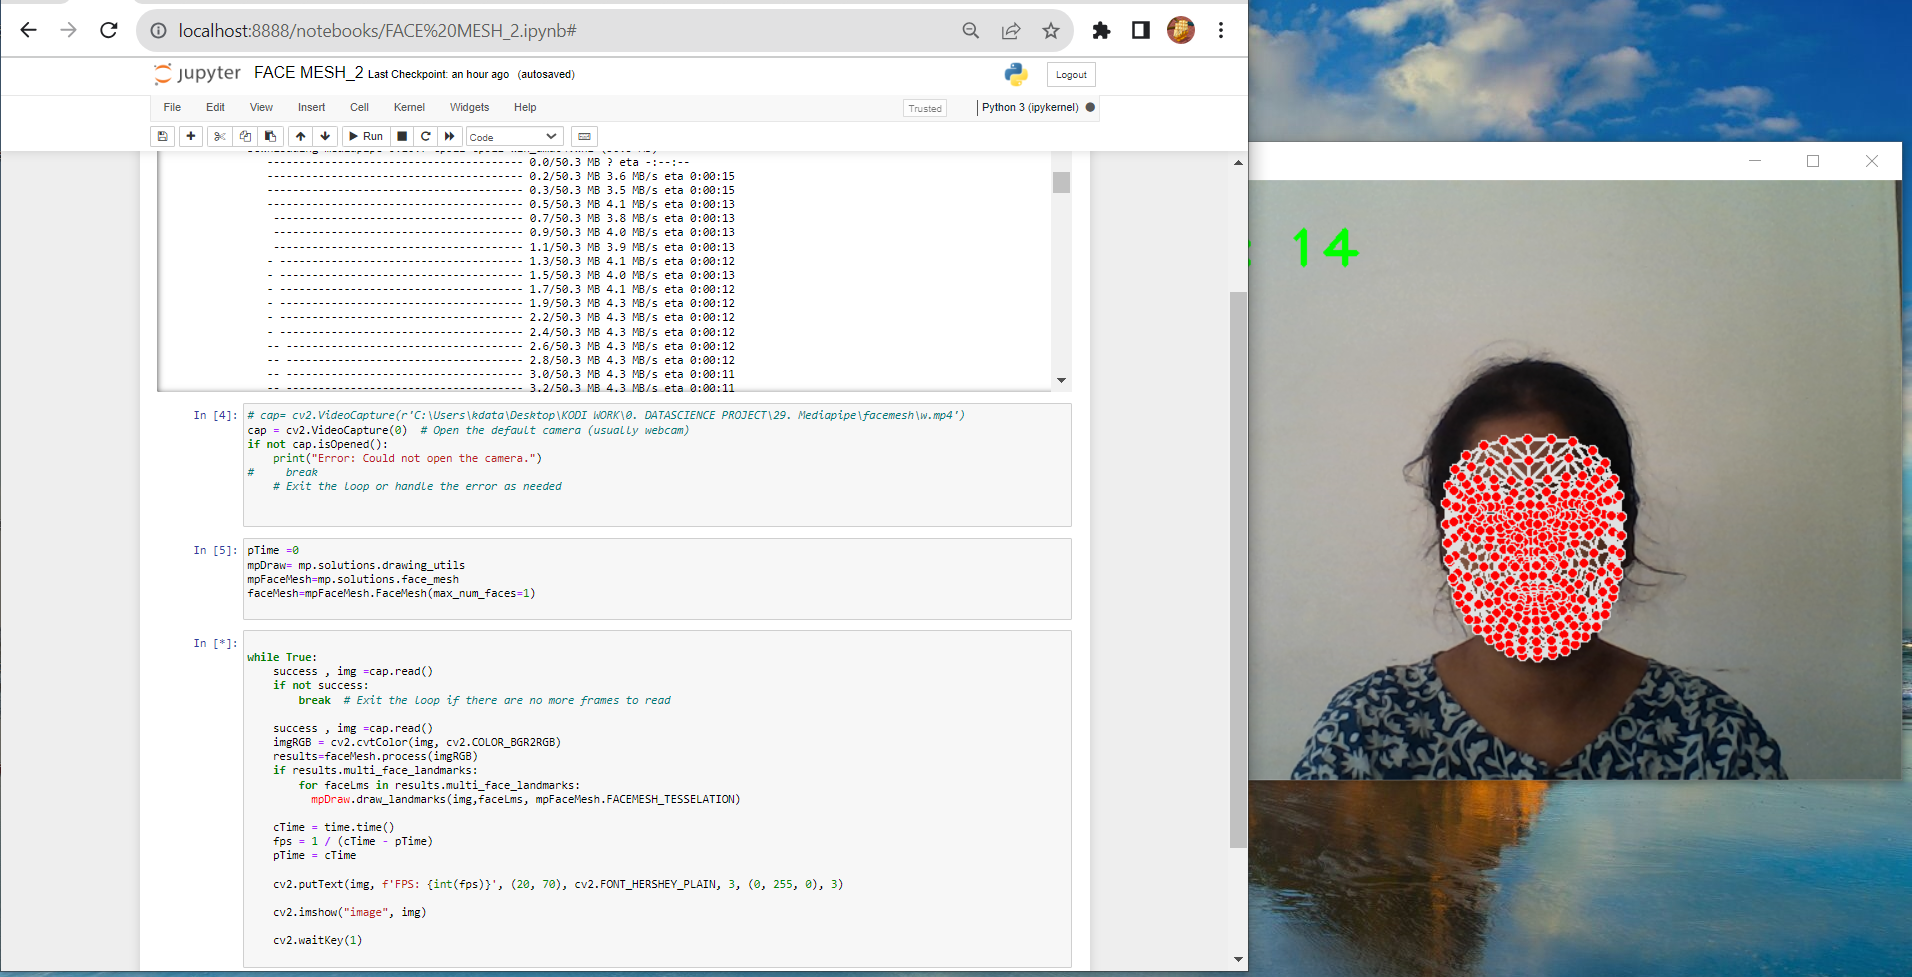 localhost:8888/notebooks/FACE%20MESH_2.ipynb#
jupyter FACE MESH_2 Last Checkpoint: an hour ago (autosaved)
Logout
File Edit View Insert Cell Kernel Widgets Help
Trusted
Python 3 (ipykernel)
Run
Code
--------------------------------------- 0.0/50.3 MB ? eta -:--:--
--------------------------------------- 0.2/50.3 MB 3.6 MB/s eta 0:00:15
--------------------------------------- 0.3/50.3 MB 3.5 MB/s eta 0:00:15
--------------------------------------- 0.5/50.3 MB 4.1 MB/s eta 0:00:13
-------------------------------------- 0.7/50.3 MB 3.8 MB/s eta 0:00:13
-------------------------------------- 0.9/50.3 MB 4.0 MB/s eta 0:00:13
-------------------------------------- 1.1/50.3 MB 3.9 MB/s eta 0:00:13
- ------------------------------------- 1.3/50.3 MB 4.1 MB/s eta 0:00:12
- ------------------------------------- 1.5/50.3 MB 4.0 MB/s eta 0:00:13
- ------------------------------------- 1.7/50.3 MB 4.1 MB/s eta 0:00:12
- ------------------------------------- 1.9/50.3 MB 4.3 MB/s eta 0:00:12
- ------------------------------------- 2.2/50.3 MB 4.3 MB/s eta 0:00:12
- ------------------------------------- 2.4/50.3 MB 4.3 MB/s eta 0:00:12
-- ------------------------------------ 2.6/50.3 MB 4.3 MB/s eta 0:00:12
-- ------------------------------------ 2.8/50.3 MB 4.3 MB/s eta 0:00:12
-- ------------------------------------ 3.0/50.3 MB 4.3 MB/s eta 0:00:11
-- ------------------------------------ 3.2/50.3 MB 4.3 MB/s eta 0:00:11
In [4]:
# cap= cv2.VideoCapture(r'C:\Users\kdata\Desktop\KODI WORK\0. DATASCIENCE PROJECT\29. Mediapipe\facemesh\w.mp4')
cap = cv2.VideoCapture(0)  # Open the default camera (usually webcam)
if not cap.isOpened():
    print("Error: Could not open the camera.")
#     break
    # Exit the loop or handle the error as needed
In [5]:
pTime =0
mpDraw= mp.solutions.drawing_utils
mpFaceMesh=mp.solutions.face_mesh
faceMesh=mpFaceMesh.FaceMesh(max_num_faces=1)
In [*]:
while True:
    success , img =cap.read()
    if not success:
        break  # Exit the loop if there are no more frames to read
    success , img =cap.read()
    imgRGB = cv2.cvtColor(img, cv2.COLOR_BGR2RGB)
    results=faceMesh.process(imgRGB)
    if results.multi_face_landmarks:
        for faceLms in results.multi_face_landmarks:
          mpDraw.draw_landmarks(img,faceLms, mpFaceMesh.FACEMESH_TESSELATION)
    cTime = time.time()
    fps = 1 / (cTime - pTime)
    pTime = cTime
    cv2.putText(img, f'FPS: {int(fps)}', (20, 70), cv2.FONT_HERSHEY_PLAIN, 3, (0, 255, 0), 3)
    cv2.imshow("image", img)
    cv2.waitKey(1)
: 14